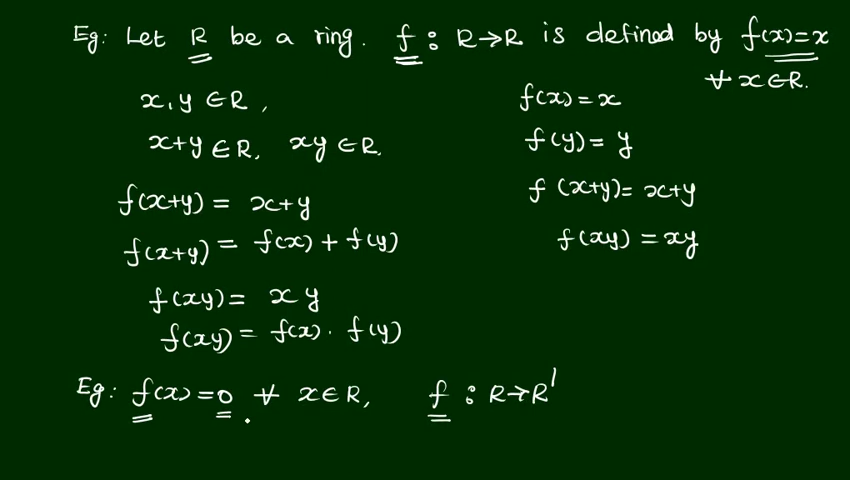 Eg: Let R be a ring. f : R→R is defined by f(x)=x
∀ x∈R.
x, y ∈R,
x+y ∈R, xy ∈R,
f(x+y) = x+y
f(x+y) = f(x) + f(y)
f(xy) = x y
f(xy) = f(x) · f(y)
f(x) = x
f(y) = y
f(x+y) = x+y
f(xy) = xy
Eg: f(x) = 0 ∀ x∈R, f : R→R'